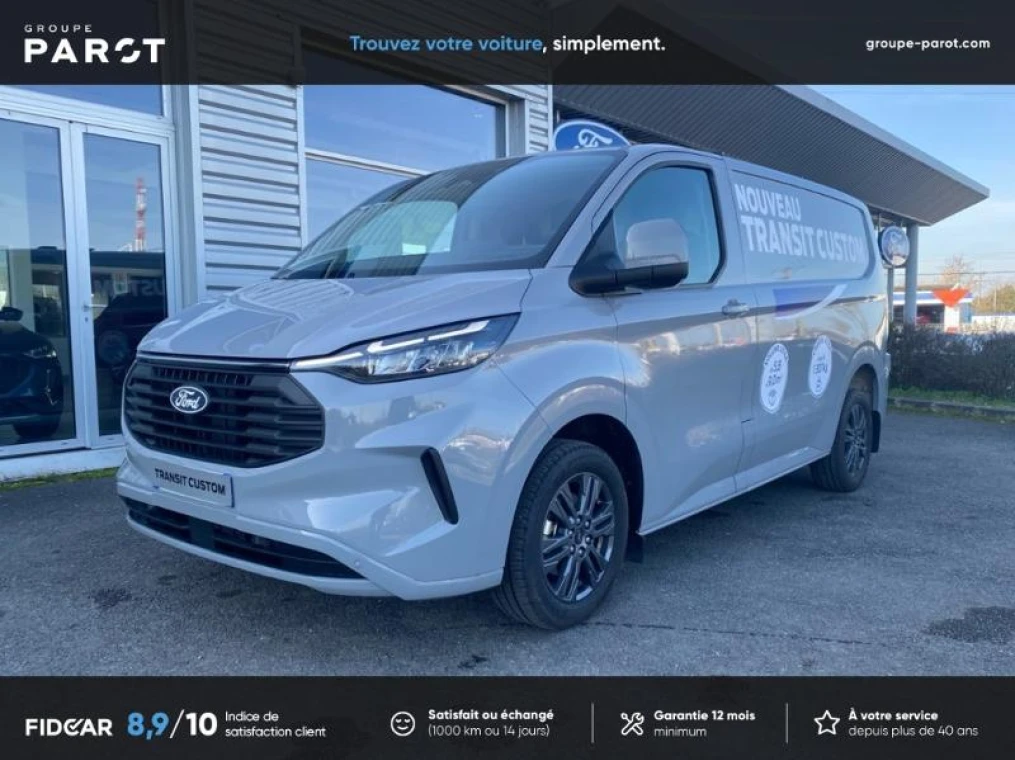 GROUPE
PAROT
Trouvez votre voiture, simplement.
groupe-parot.com
Ford
NOUVEAU
TRANSIT CUSTOM
Ford
Ford
TRANSIT CUSTOM
FIDCAR 8,9/10
Indice de
satisfaction client
Satisfait ou échangé
(1000 km ou 14 jours)
Garantie 12 mois
minimum
À votre service
depuis plus de 40 ans